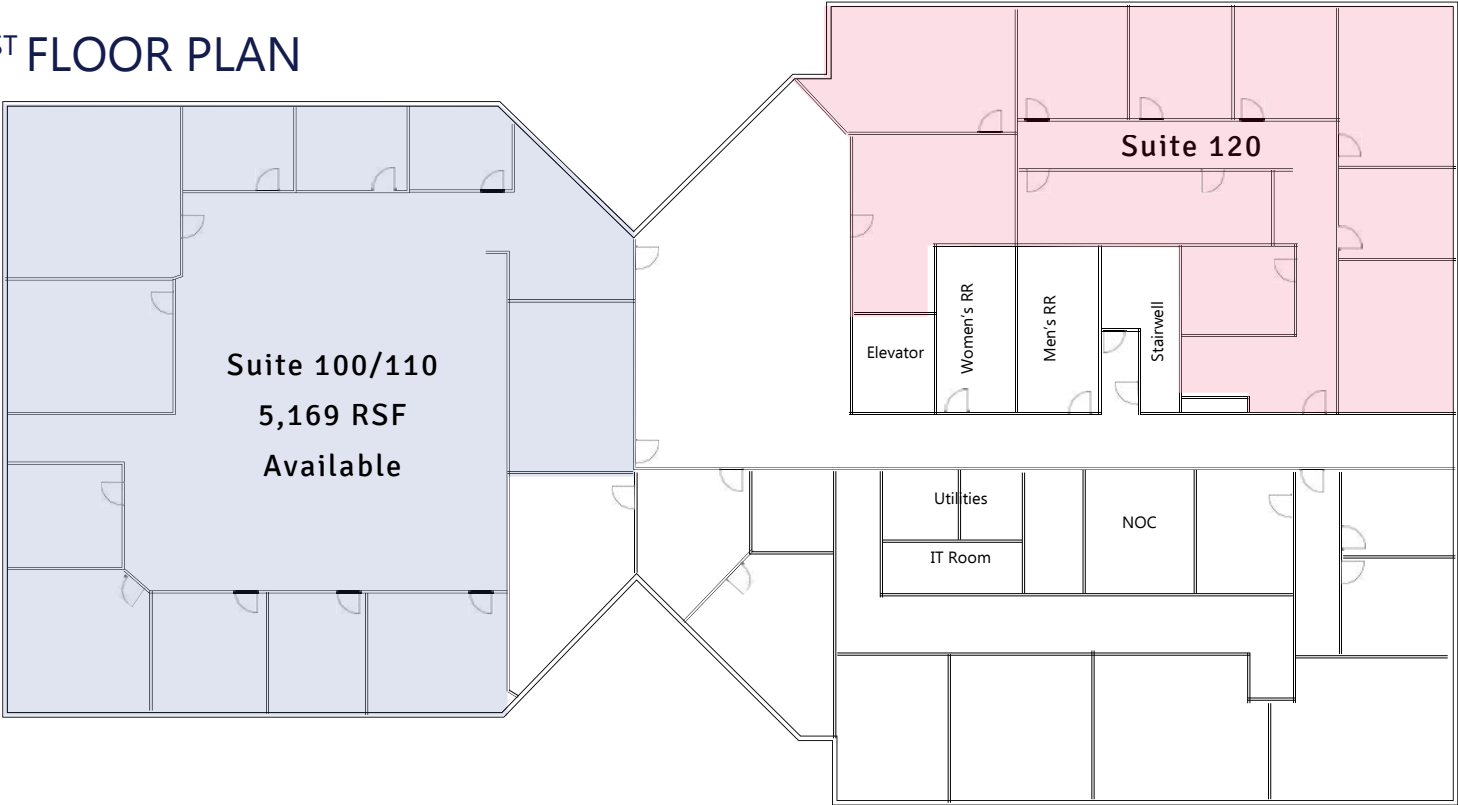 ST FLOOR PLAN
Suite 120
Suite 100/110
5,169 RSF
Available
Elevator
Women's RR
Men's RR
Stairwell
Utilities
IT Room
NOC